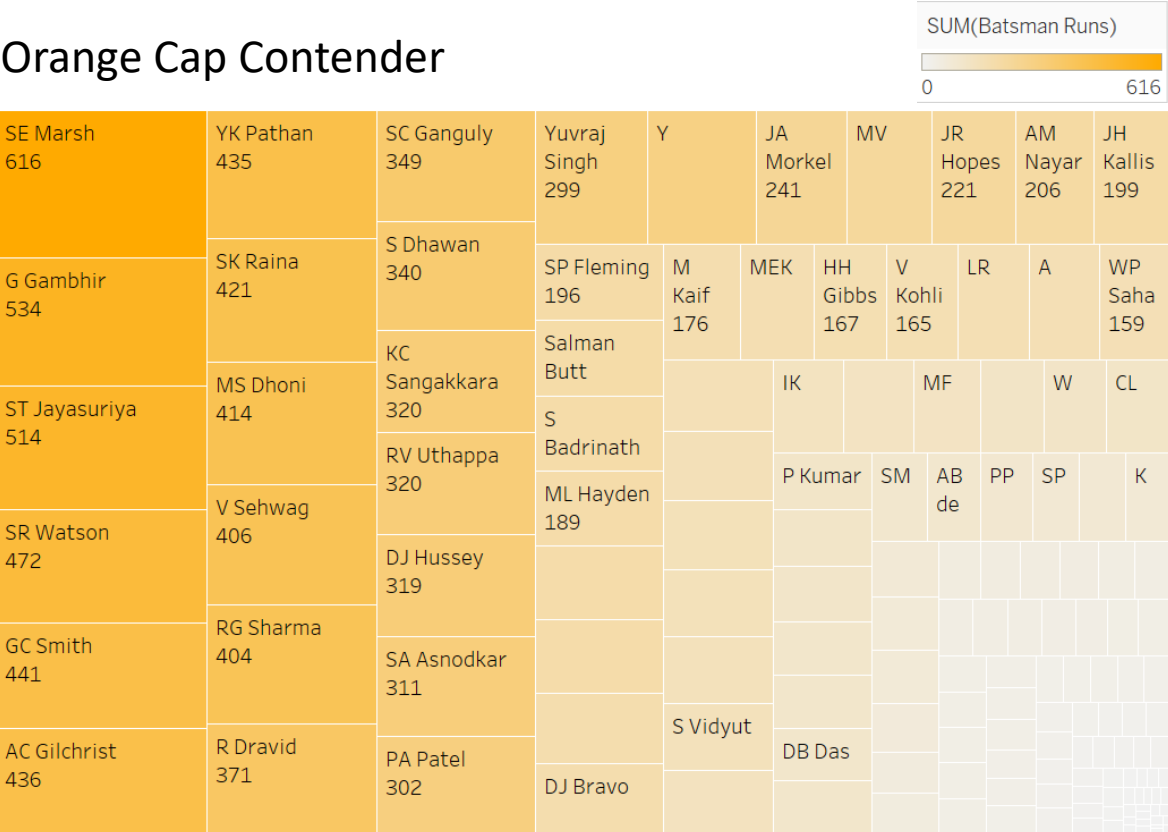 Orange Cap Contender
SUM(Batsman Runs)
0 616
SE Marsh
616
G Gambhir
534
ST Jayasuriya
514
SR Watson
472
GC Smith
441
AC Gilchrist
436
YK Pathan
435
SK Raina
421
MS Dhoni
414
V Sehwag
406
RG Sharma
404
R Dravid
371
SC Ganguly
349
S Dhawan
340
KC
Sangakkara
320
RV Uthappa
320
DJ Hussey
319
SA Asnodkar
311
PA Patel
302
Yuvraj
Singh
299
Y
JA
Morkel
241
MV
JR
Hopes
221
AM
Nayar
206
JH
Kallis
199
SP Fleming
196
Salman
Butt
S
Badrinath
ML Hayden
189
DJ Bravo
M
Kaif
176
MEK
HH
Gibbs
167
V
Kohli
165
LR
A
WP
Saha
159
S Vidyut
IK
MF
W
CL
P Kumar
SM
AB
de
PP
SP
K
DB Das